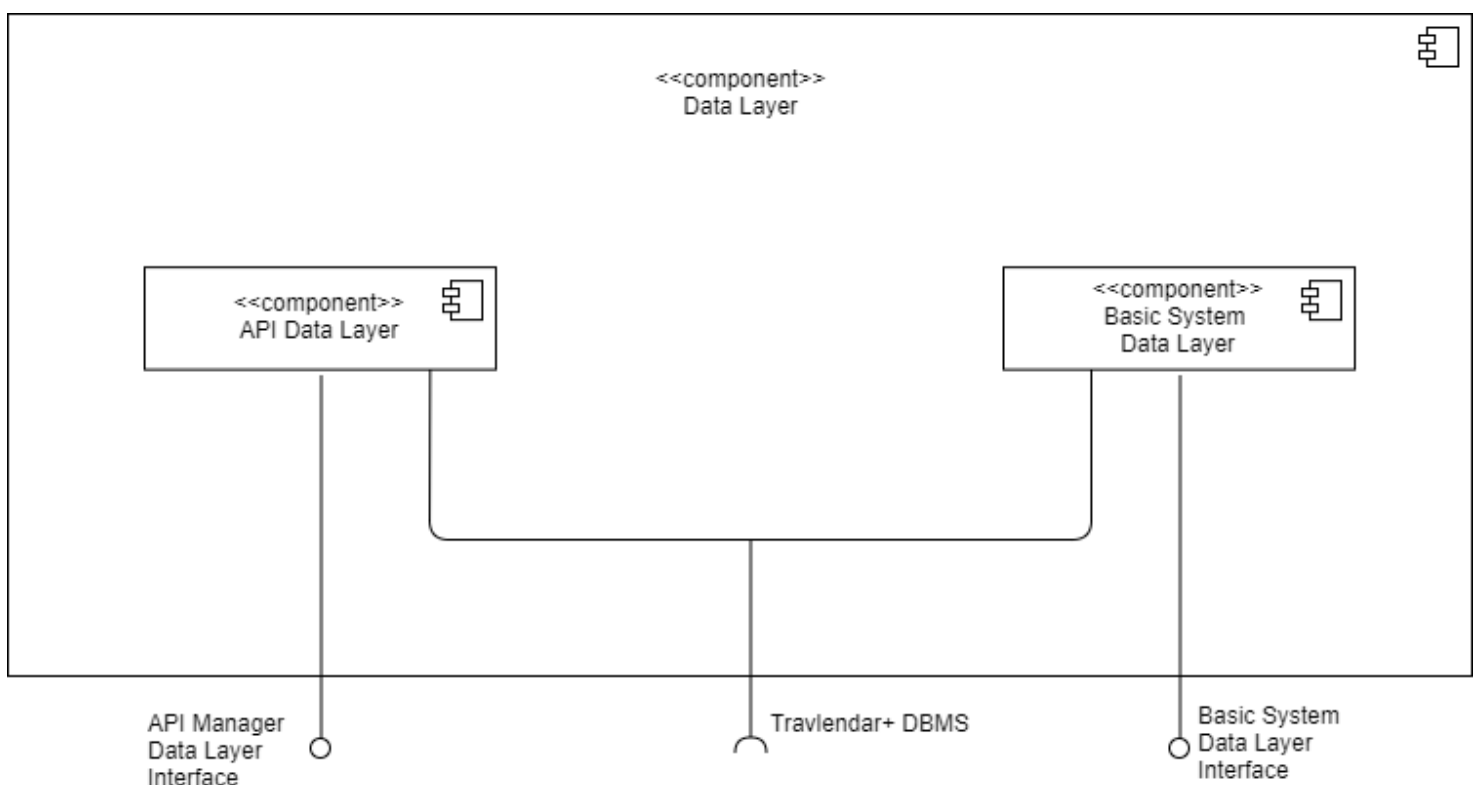 <<component>>
Data Layer
<<component>>
API Data Layer
<<component>>
Basic System
Data Layer
API Manager
Data Layer
Interface
Travlendar+ DBMS
Basic System
Data Layer
Interface